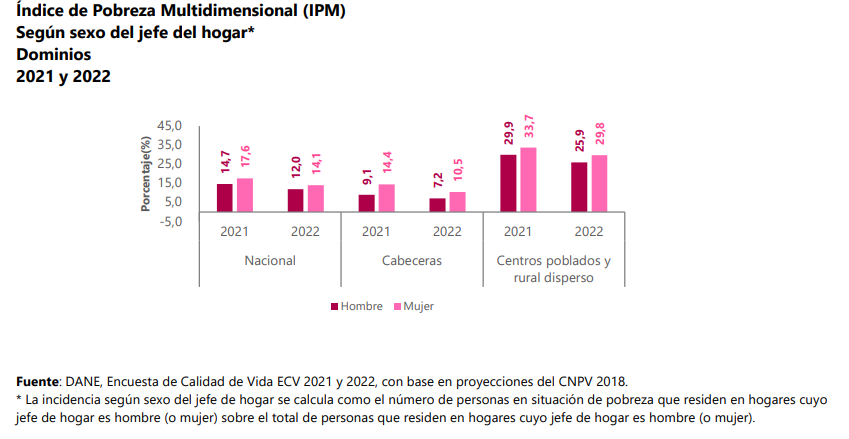 Índice de Pobreza Multidimensional (IPM)
Según sexo del jefe del hogar*
Dominios
2021 y 2022
Porcentaje(%)
45,0
35,0
25,0
15,0
5,0
-5,0
14,7
17,6
12,0
14,1
9,1
14,4
7,2
10,5
29,9
33,7
25,9
29,8
2021 2022 2021 2022 2021 2022
Nacional Cabeceras Centros poblados y
rural disperso
Hombre Mujer
Fuente: DANE, Encuesta de Calidad de Vida ECV 2021 y 2022, con base en proyecciones del CNPV 2018.
* La incidencia según sexo del jefe de hogar se calcula como el número de personas en situación de pobreza que residen en hogares cuyo
jefe de hogar es hombre (o mujer) sobre el total de personas que residen en hogares cuyo jefe de hogar es hombre (o mujer).